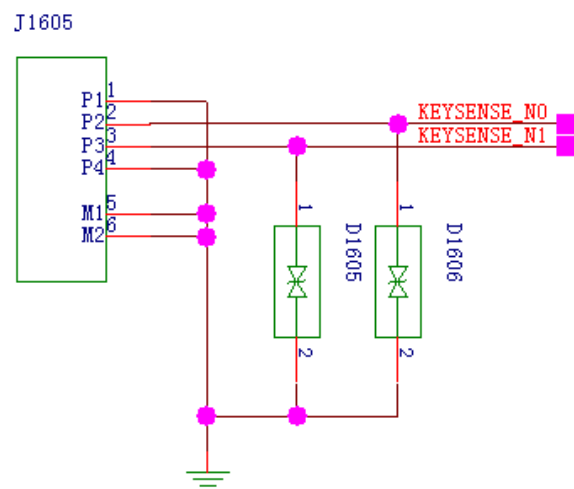 J1605
P1 1
P2 2 KEYSENSE_N0
P3 3 KEYSENSE_N1
P4 4
M1 5
M2 6
1 D1605 1 D1606
2 2